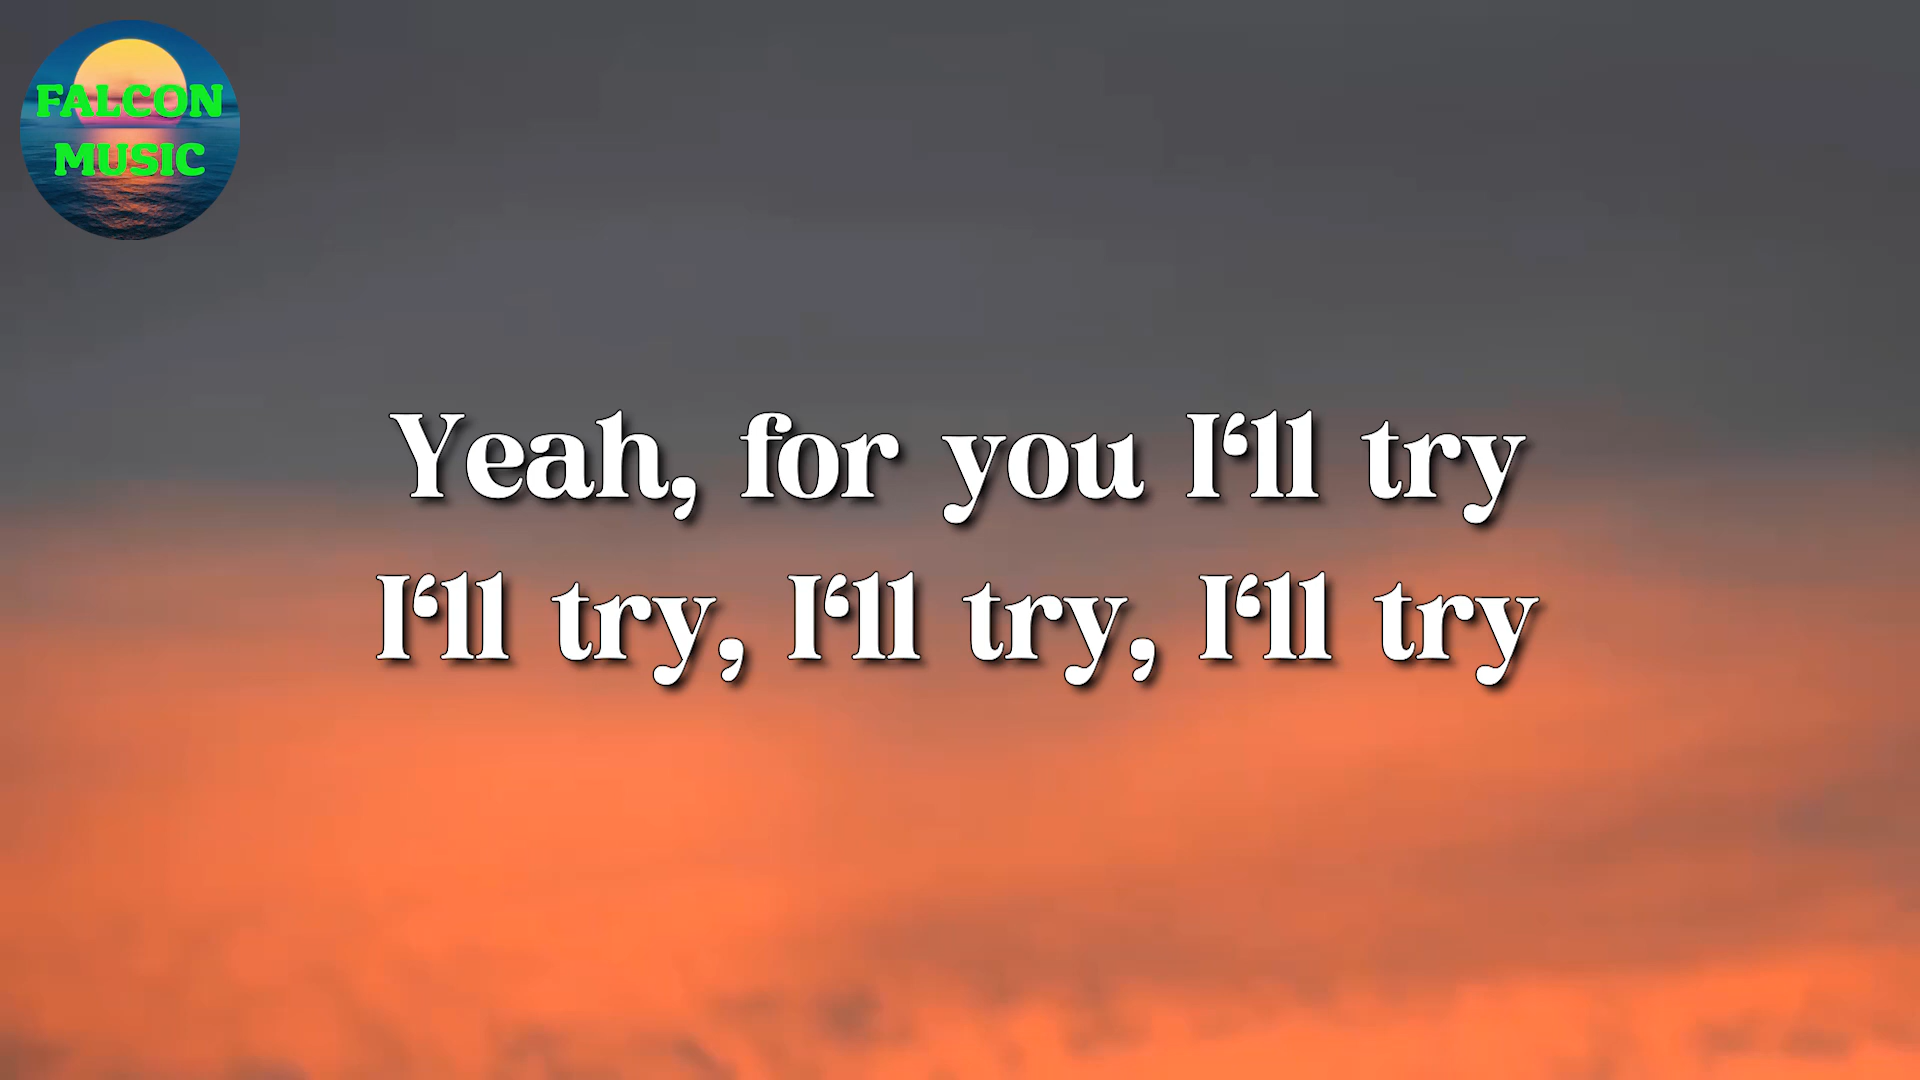 FALCON
MUSIC
Yeah, for you I‘ll try
I‘ll try, I‘ll try, I‘ll try